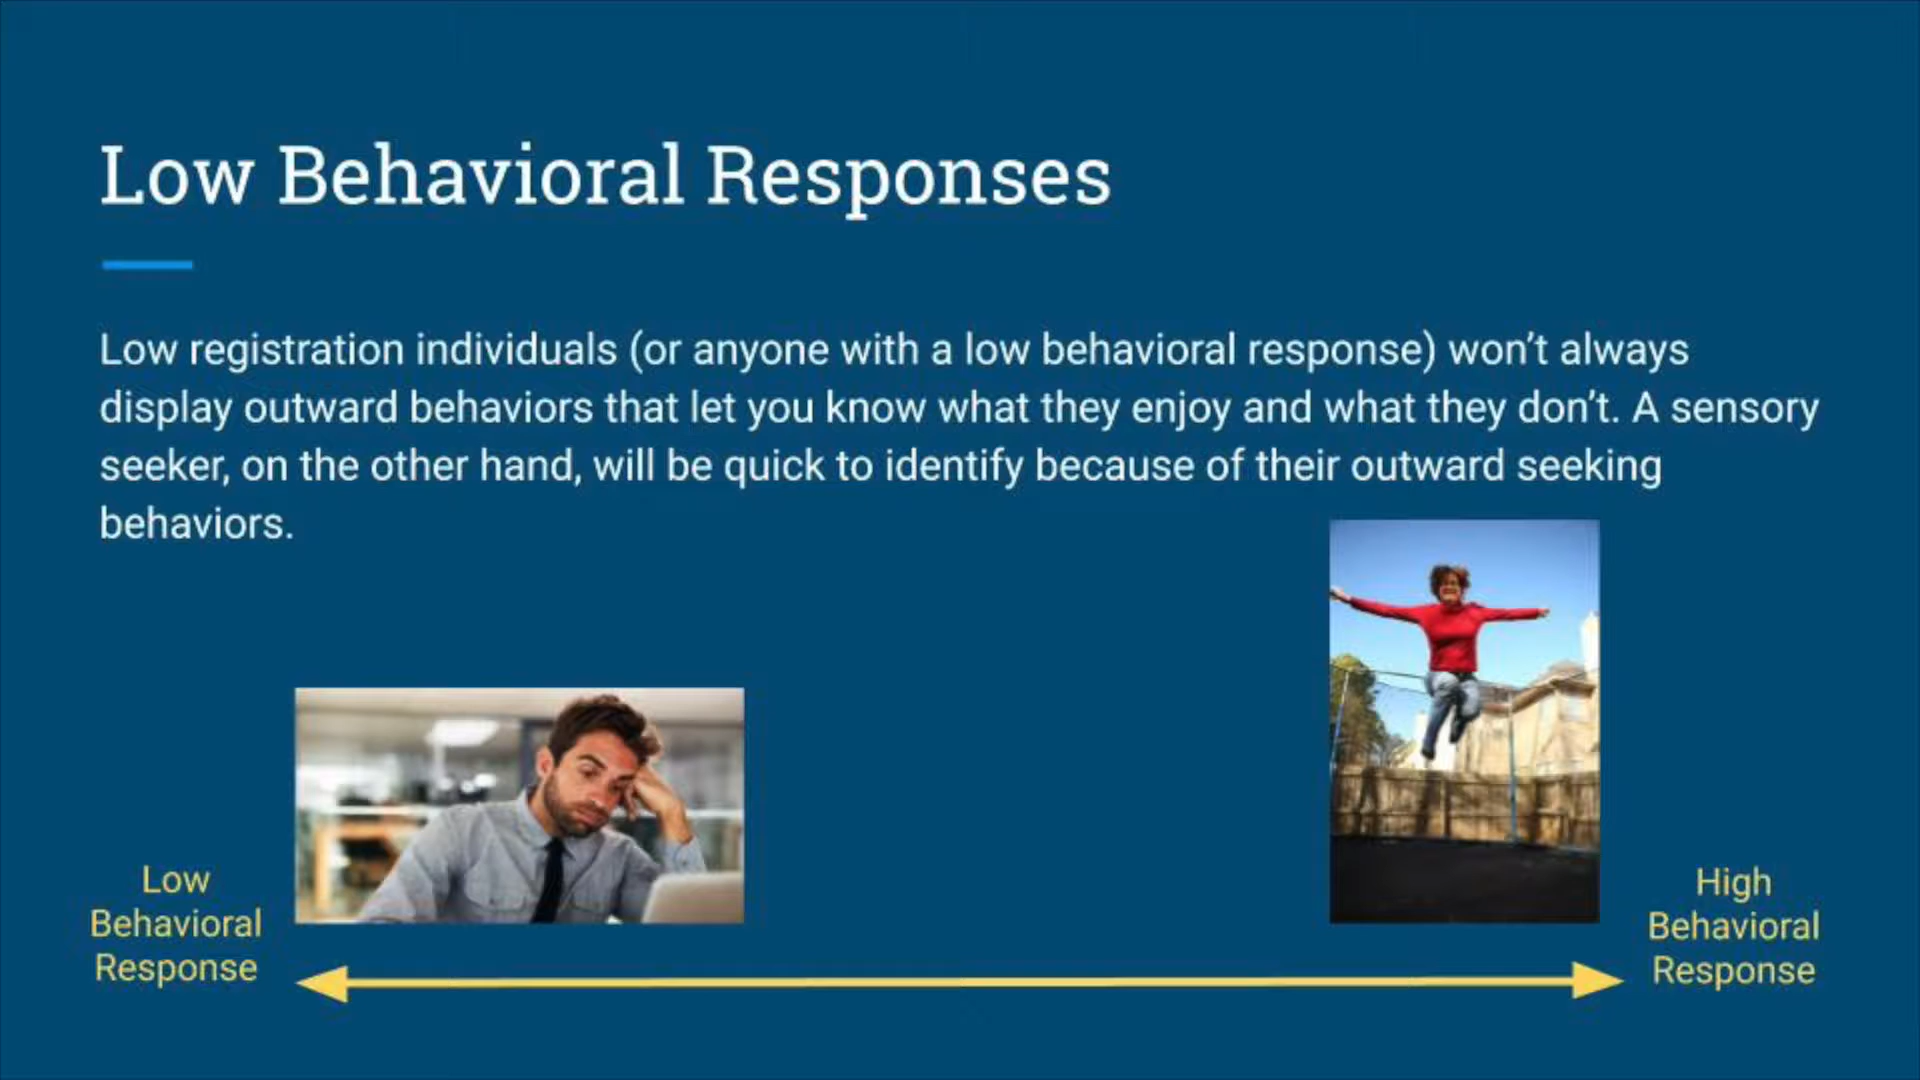 Low Behavioral Responses
Low registration individuals (or anyone with a low behavioral response) won’t always
display outward behaviors that let you know what they enjoy and what they don’t. A sensory
seeker, on the other hand, will be quick to identify because of their outward seeking
behaviors.
Low
Behavioral
Response
High
Behavioral
Response